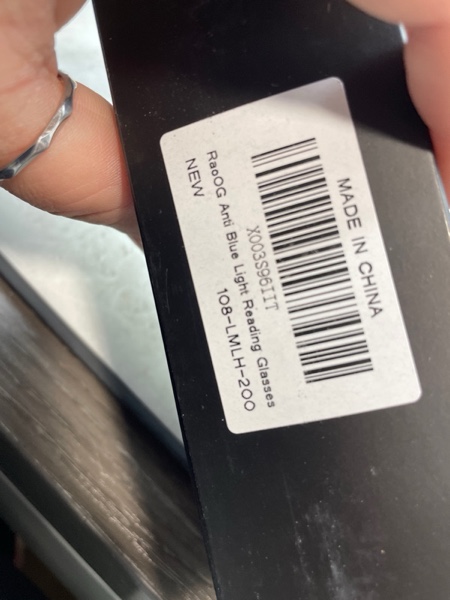 MADE IN CHINA
X003S96IIT
RaoOG Anti Blue Light Reading Glasses
108-LMLH-200
NEW